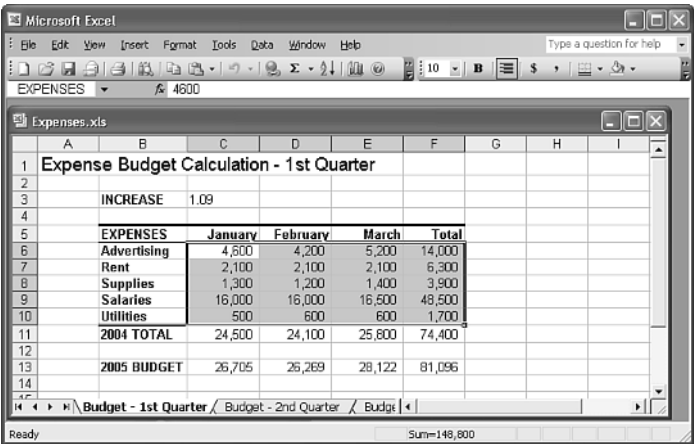 Microsoft Excel
File Edit View Insert Format Tools Data Window Help Type a question for help
10 B $ ,
EXPENSES fx 4600
Expenses.xls
A B C D E F G H I
1 Expense Budget Calculation - 1st Quarter
2
3 INCREASE 1.09
4
5 EXPENSES January February March Total
6 Advertising 4,600 4,200 5,200 14,000
7 Rent 2,100 2,100 2,100 6,300
8 Supplies 1,300 1,200 1,400 3,900
9 Salaries 16,000 16,000 16,500 48,500
10 Utilities 500 600 600 1,700
11 2004 TOTAL 24,500 24,100 25,800 74,400
12
13 2005 BUDGET 26,705 26,269 28,122 81,096
14
15
Budget - 1st Quarter Budget - 2nd Quarter Budge
Ready Sum=148,800